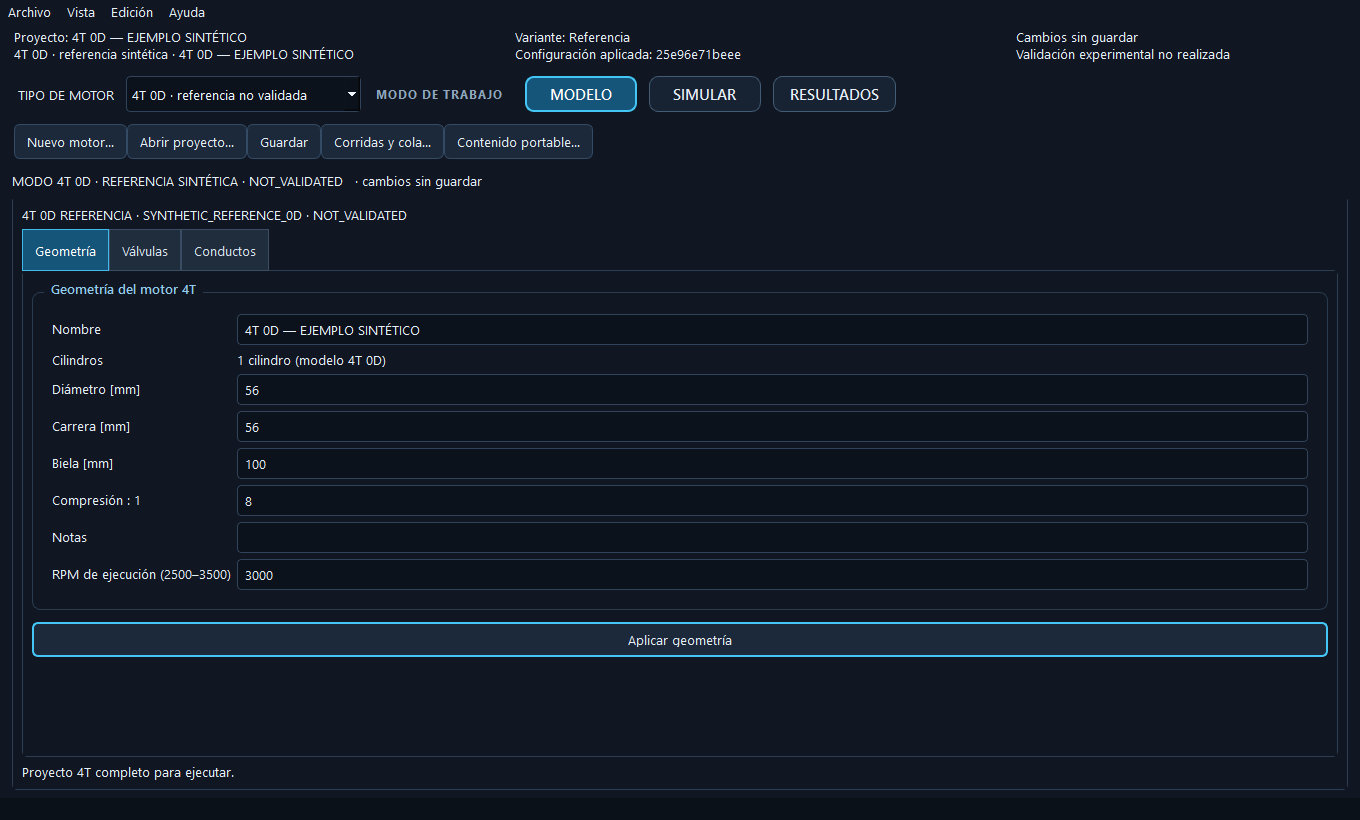 Archivo Vista Edición Ayuda
Proyecto: 4T 0D — EJEMPLO SINTÉTICO Variante: Referencia Cambios sin guardar
4T 0D · referencia sintética · 4T 0D — EJEMPLO SINTÉTICO Configuración aplicada: 25e96e71beee Validación experimental no realizada
TIPO DE MOTOR 4T 0D · referencia no validada MODO DE TRABAJO MODELO SIMULAR RESULTADOS
Nuevo motor... Abrir proyecto... Guardar Corridas y cola... Contenido portable...
MODO 4T 0D · REFERENCIA SINTÉTICA · NOT_VALIDATED · cambios sin guardar
4T 0D REFERENCIA · SYNTHETIC_REFERENCE_0D · NOT_VALIDATED
Geometría Válvulas Conductos
Geometría del motor 4T
Nombre 4T 0D — EJEMPLO SINTÉTICO
Cilindros 1 cilindro (modelo 4T 0D)
Diámetro [mm] 56
Carrera [mm] 56
Biela [mm] 100
Compresión : 1 8
Notas
RPM de ejecución (2500–3500) 3000
Aplicar geometría
Proyecto 4T completo para ejecutar.